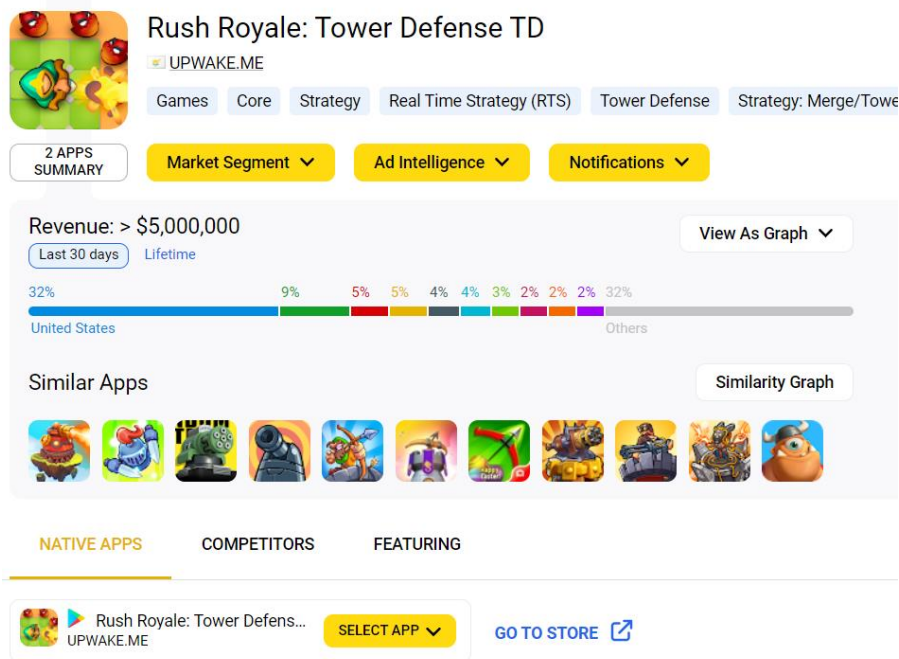 Rush Royale: Tower Defense TD
UPWAKE.ME
Games Core Strategy Real Time Strategy (RTS) Tower Defense Strategy: Merge/Towe
2 APPS
SUMMARY
Market Segment Ad Intelligence Notifications
Revenue: > $5,000,000
View As Graph
Last 30 days Lifetime
32% 9% 5% 5% 4% 4% 3% 2% 2% 2% 32%
United States Others
Similar Apps
Similarity Graph
NATIVE APPS COMPETITORS FEATURING
Rush Royale: Tower Defens...
UPWAKE.ME
SELECT APP
GO TO STORE